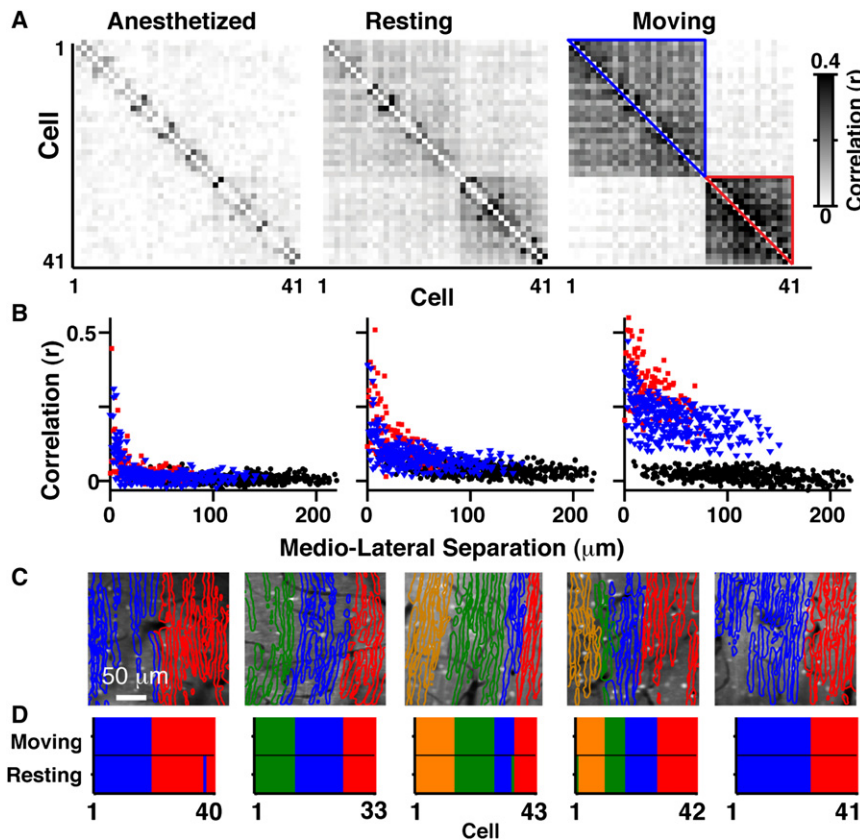 A Anesthetized Resting Moving
1
Cell
41
1 41 1 41 1 41
Cell
0.4
0
Correlation (r)
B
0.5
0
Correlation (r)
0 100 200 0 100 200 0 100 200
Medio-Lateral Separation (μm)
C
50 μm
D
Moving
Resting
1 40 1 33 1 43 1 42 1 41
Cell